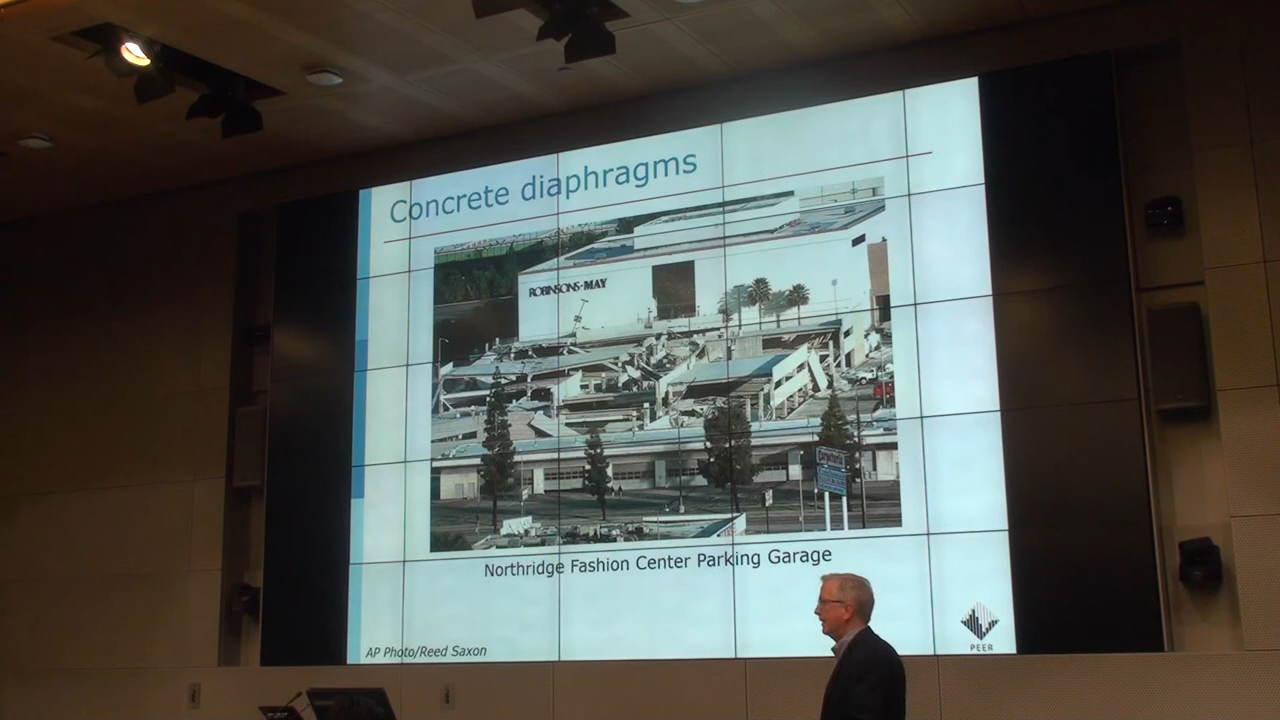 Concrete diaphragms
ROBINSONS·MAY
Northridge Fashion Center Parking Garage
AP Photo/Reed Saxon
PEER